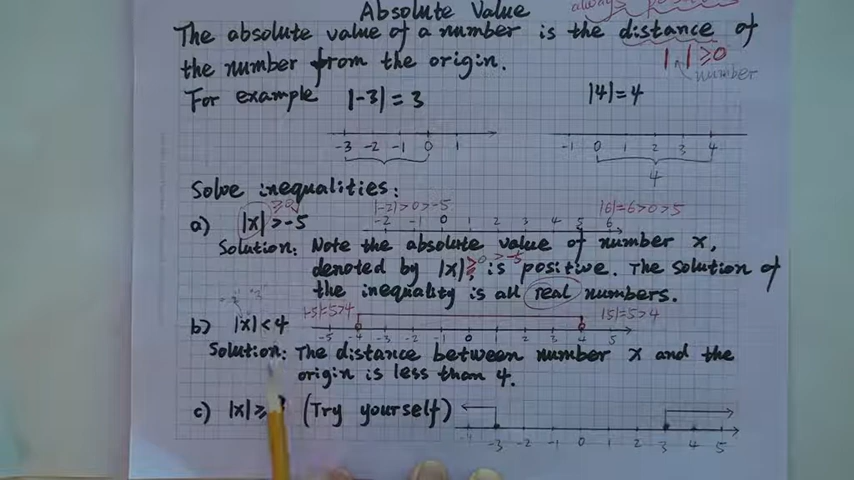 Absolute Value
always
The absolute value of a number is the distance of
the number from the origin.
| | ≥0
number
For example |-3| = 3 |4| = 4
-3 -2 -1 0 1
-1 0 1 2 3 4
4
Solve inequalities:
≥0
a) |x| > -5
|-2|>0>-5 |6|=6>0>5
-2 -1 0 1 2 3 4 5 6
Solution: Note the absolute value of number x,
denoted by |x| ≥0 >-5, is positive. The solution of
the inequality is all real numbers.
b) |x| < 4
|-5|=5>4 |5|=5>4
-5 -4 -3 -2 -1 0 1 2 3 4 5
Solution: The distance between number x and the
origin is less than 4.
c) |x| ≥ (Try yourself)
-4 -3 -2 -1 0 1 2 3 4 5